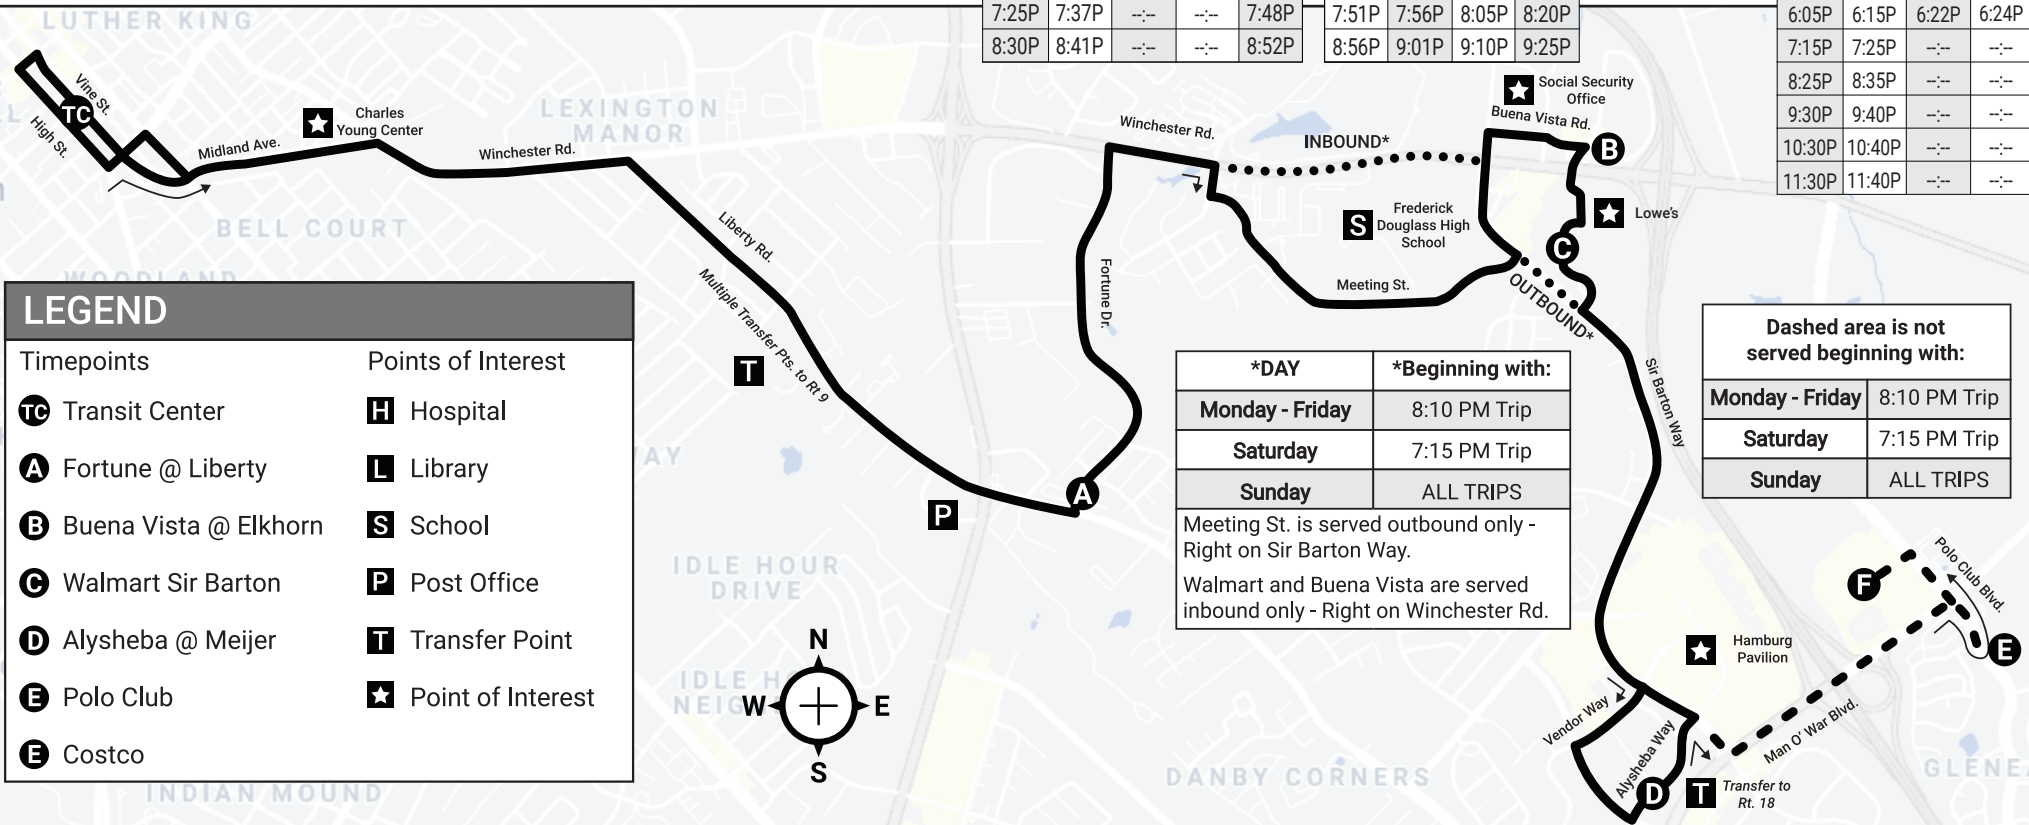 7:25P 7:37P --:-- --:-- 7:48P
8:30P 8:41P --:-- --:-- 8:52P
7:51P 7:56P 8:05P 8:20P
8:56P 9:01P 9:10P 9:25P
6:05P 6:15P 6:22P 6:24P
7:15P 7:25P --:-- --:--
8:25P 8:35P --:-- --:--
9:30P 9:40P --:-- --:--
10:30P 10:40P --:-- --:--
11:30P 11:40P --:-- --:--
LUTHER KING
Vine St.
TC
High St.
Midland Ave.
Charles
Young Center
LEXINGTON
MANOR
Winchester Rd.
BELL COURT
WOODLAND
Liberty Rd.
Multiple Transfer Pts. to Rt 9
T
P
A
WAY
Fortune Dr.
Winchester Rd.
INBOUND*
Social Security
Office
Buena Vista Rd.
B
Lowe's
S
Frederick
Douglass High
School
C
Meeting St.
OUTBOUND*
Sir Barton Way
LEGEND
Timepoints
TC Transit Center
A Fortune @ Liberty
B Buena Vista @ Elkhorn
C Walmart Sir Barton
D Alysheba @ Meijer
E Polo Club
E Costco
Points of Interest
H Hospital
L Library
S School
P Post Office
T Transfer Point
Point of Interest
*DAY *Beginning with:
Monday - Friday 8:10 PM Trip
Saturday 7:15 PM Trip
Sunday ALL TRIPS
Meeting St. is served outbound only -
Right on Sir Barton Way.
Walmart and Buena Vista are served
inbound only - Right on Winchester Rd.
Dashed area is not
served beginning with:
Monday - Friday 8:10 PM Trip
Saturday 7:15 PM Trip
Sunday ALL TRIPS
IDLE HOUR
DRIVE
IDLE H
NEIG
N
W E
S
F
Polo Club Blvd.
E
Hamburg
Pavilion
Vendor Way
Alysheba Way
Man O' War Blvd.
D
T
Transfer to
Rt. 18
DANBY CORNERS
GLENEA
INDIAN MOUND